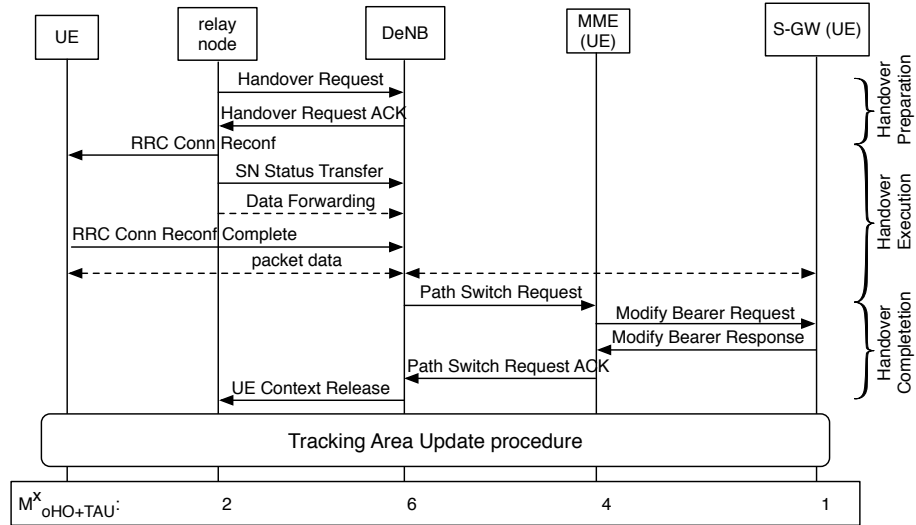 UE
relay
node
DeNB
MME
(UE)
S-GW (UE)
Handover Request
Handover Request ACK
RRC Conn Reconf
SN Status Transfer
Data Forwarding
RRC Conn Reconf Complete
packet data
Path Switch Request
Modify Bearer Request
Modify Bearer Response
Path Switch Request ACK
UE Context Release
Handover
Preparation
Handover
Execution
Handover
Completetion
Tracking Area Update procedure
M^x_oHO+TAU: 2 6 4 1